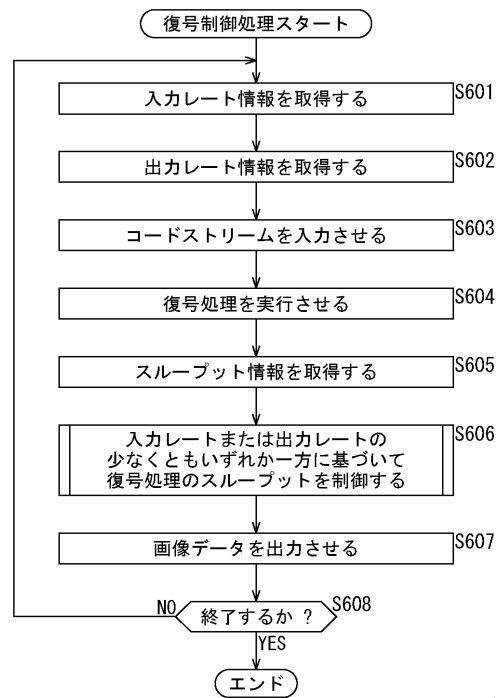 復号制御処理スタート
入力レート情報を取得する
S601
出力レート情報を取得する
S602
コードストリームを入力させる
S603
復号処理を実行させる
S604
スループット情報を取得する
S605
入力レートまたは出力レートの
少なくともいずれか一方に基づいて
復号処理のスループットを制御する
S606
画像データを出力させる
S607
NO
終了するか ?
S608
YES
エンド